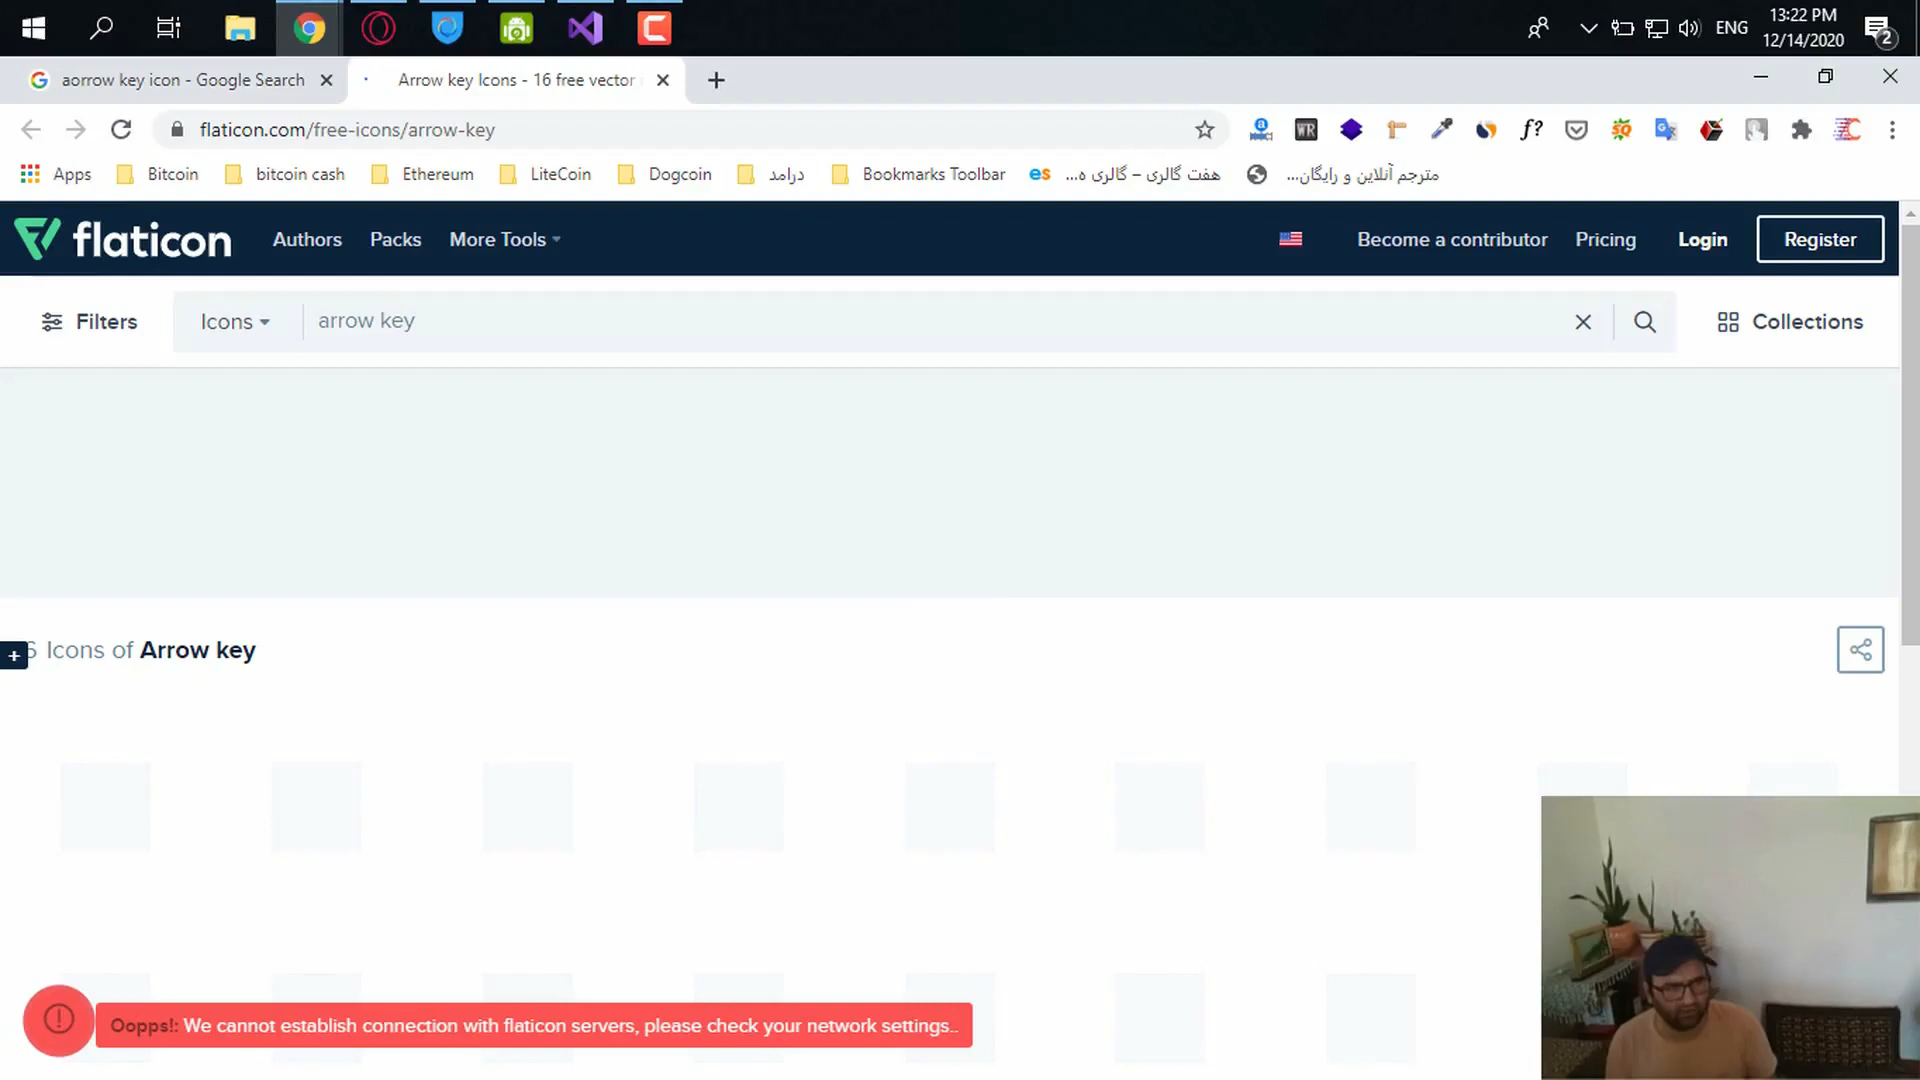 ENG
13:22 PM
12/14/2020
2
aorrow key icon - Google Search
Arrow key Icons - 16 free vector
flaticon.com/free-icons/arrow-key
WR
f?
Apps
Bitcoin
bitcoin cash
Ethereum
LiteCoin
Dogcoin
درامد
Bookmarks Toolbar
es
هفت گالری – گالری ه...
مترجم آنلاین و رایگان...
flaticon
Authors
Packs
More Tools
Become a contributor
Pricing
Login
Register
Filters
Icons
arrow key
Collections
6 Icons of Arrow key
Oopps!: We cannot establish connection with flaticon servers, please check your network settings..